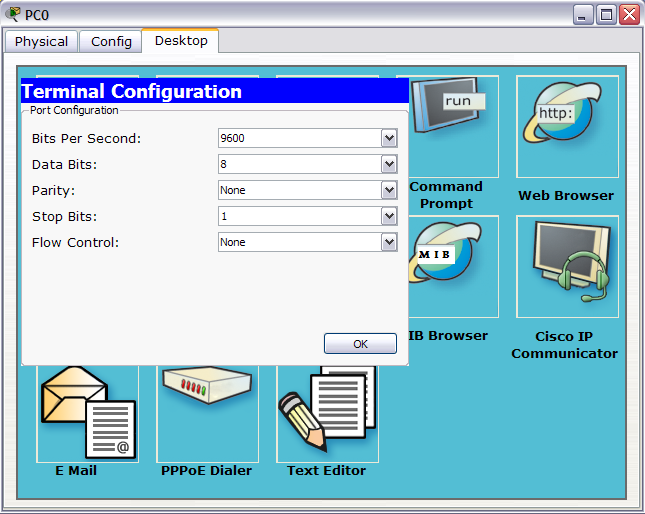 PC0
Physical
Config
Desktop
Terminal Configuration
Port Configuration
Bits Per Second:
9600
Data Bits:
8
Parity:
None
Stop Bits:
1
Flow Control:
None
OK
run
http:
Command
Prompt
Web Browser
M I B
IB Browser
Cisco IP
Communicator
@
E Mail
PPPoE Dialer
Text Editor